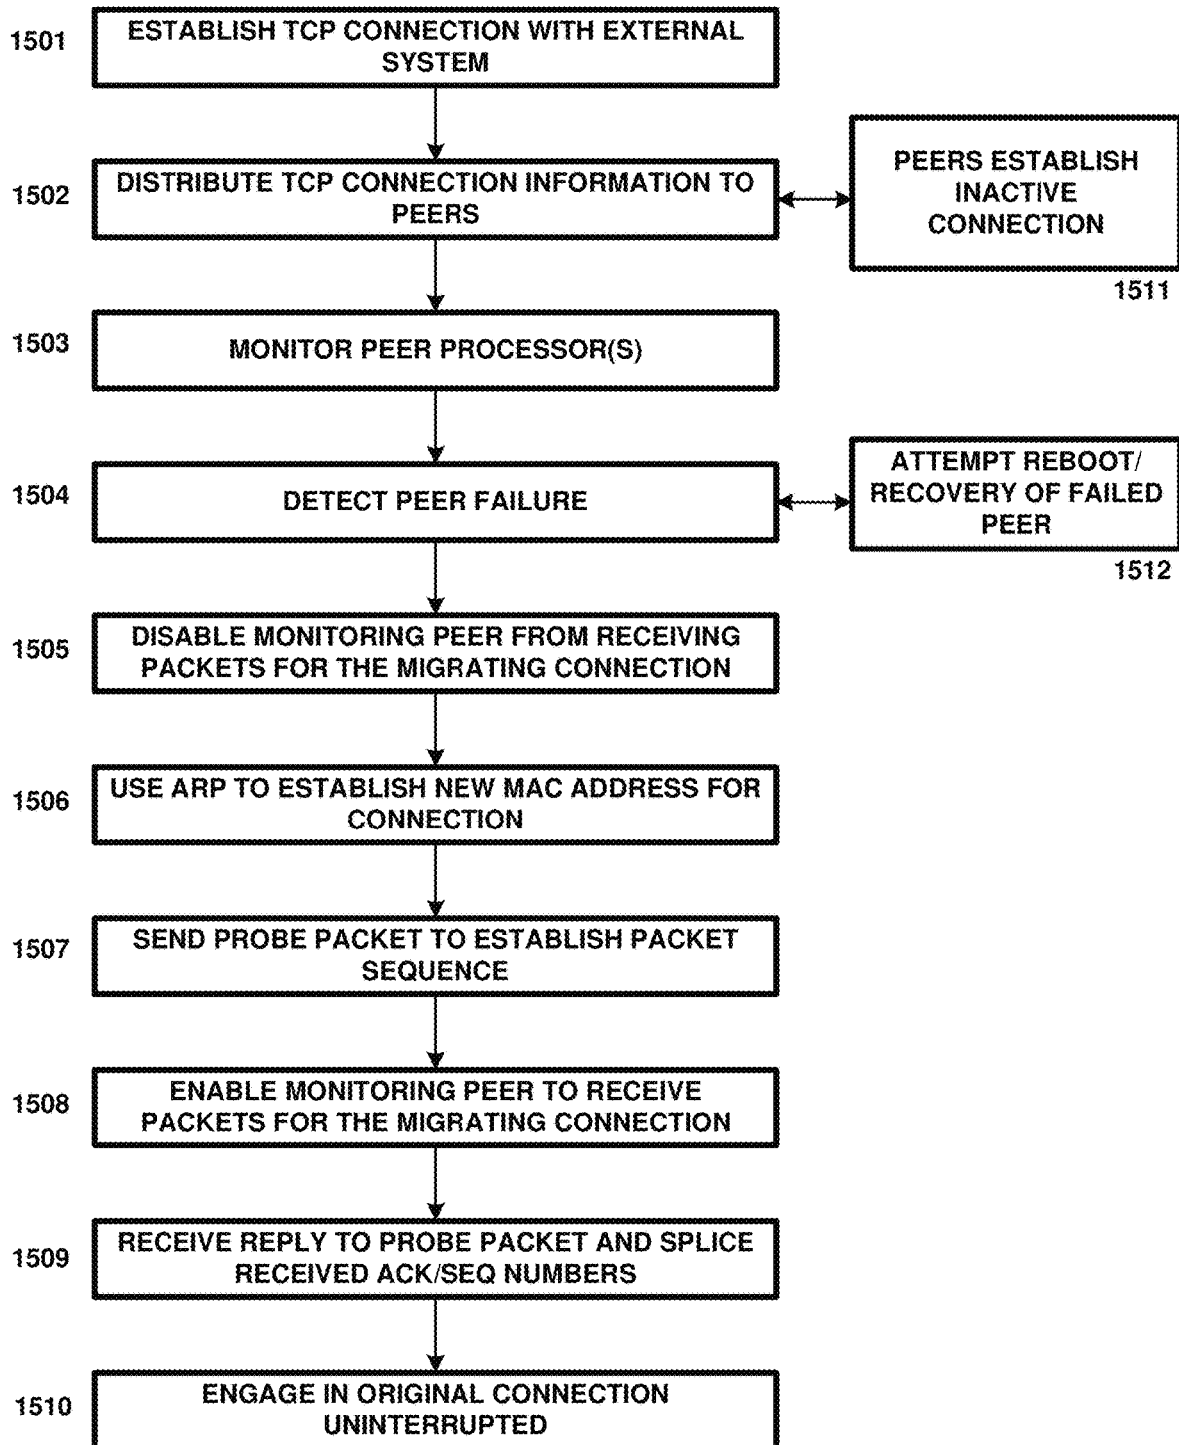 1501
ESTABLISH TCP CONNECTION WITH EXTERNAL
SYSTEM
1502
DISTRIBUTE TCP CONNECTION INFORMATION TO
PEERS
PEERS ESTABLISH
INACTIVE
CONNECTION
1511
1503
MONITOR PEER PROCESSOR(S)
1504
DETECT PEER FAILURE
ATTEMPT REBOOT/
RECOVERY OF FAILED
PEER
1512
1505
DISABLE MONITORING PEER FROM RECEIVING
PACKETS FOR THE MIGRATING CONNECTION
1506
USE ARP TO ESTABLISH NEW MAC ADDRESS FOR
CONNECTION
1507
SEND PROBE PACKET TO ESTABLISH PACKET
SEQUENCE
1508
ENABLE MONITORING PEER TO RECEIVE
PACKETS FOR THE MIGRATING CONNECTION
1509
RECEIVE REPLY TO PROBE PACKET AND SPLICE
RECEIVED ACK/SEQ NUMBERS
1510
ENGAGE IN ORIGINAL CONNECTION
UNINTERRUPTED